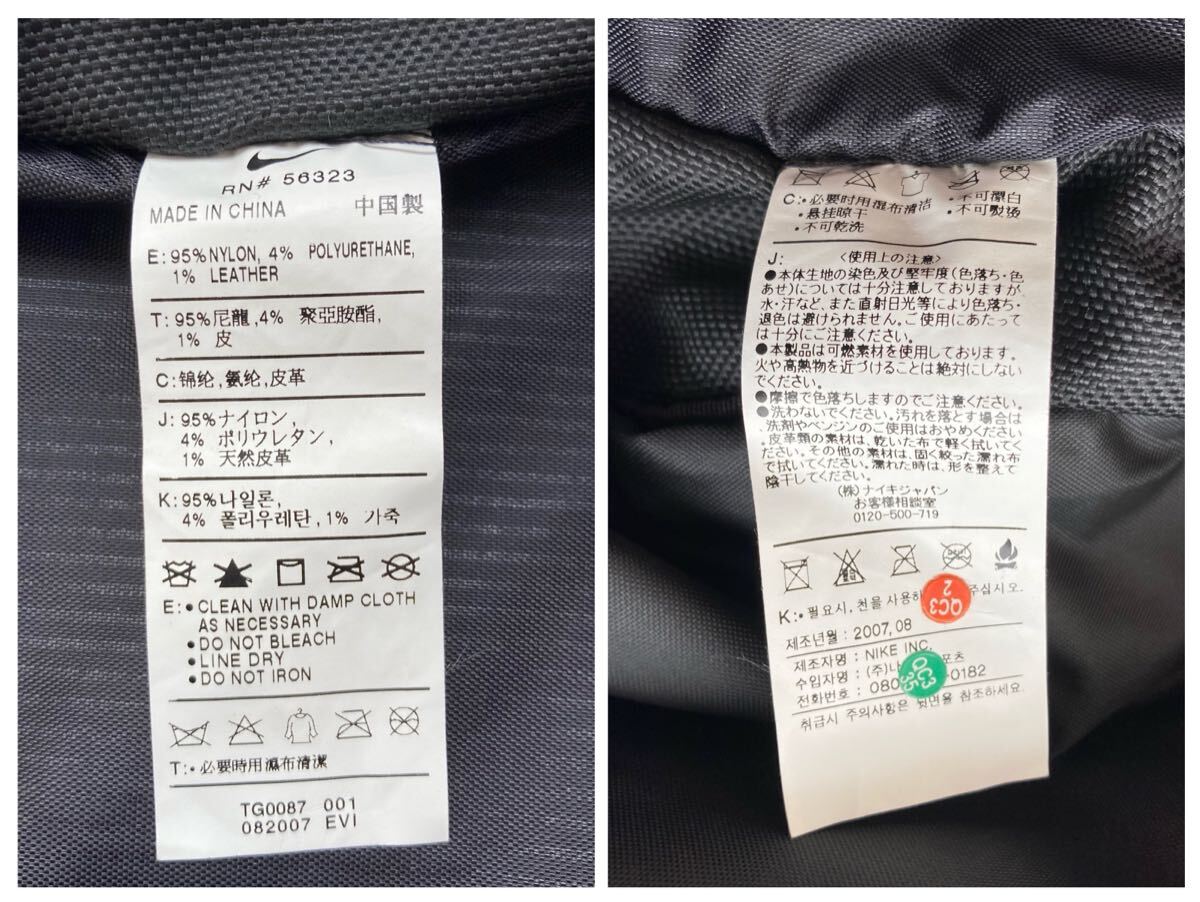 RN# 56323
MADE IN CHINA 中国製
E: 95%NYLON, 4% POLYURETHANE,
1% LEATHER
T: 95%尼龍,4% 聚亞胺酯,
1% 皮
C:锦纶,氨纶,皮革
J: 95%ナイロン,
4% ポリウレタン,
1% 天然皮革
K: 95%나일론,
4% 폴리우레탄,1% 가죽
E:•CLEAN WITH DAMP CLOTH
AS NECESSARY
•DO NOT BLEACH
•LINE DRY
•DO NOT IRON
T:•必要時用濕布清潔
TG0087 001
082007 EVI
C:•必要时用湿布清洁 •不可漂白
•悬挂晾干 •不可熨烫
•不可乾洗
J: 〈使用上の注意〉
●本体生地の染色及び堅牢度(色落ち・色
あせ)については十分注意しておりますが
水・汗など、また直射日光等により色落ち・
退色は避けられません。ご使用にあたって
は十分にご注意ください。
●本製品は可燃素材を使用しております。
火や高熱物を近づけることは絶対にしない
でください。
●摩擦で色落ちしますのでご注意ください。
●洗わないでください。汚れを落とす場合は
、洗剤やベンジンのご使用はおやめください
。皮革類の素材は、乾いた布で軽く拭いてく
ださい。その他の素材は、固く絞った濡れ布
で拭いてください。濡れた時は、形を整えて
陰干してください。
(株)ナイキジャパン
お客様相談室
0120-500-719
K:•필요시, 천을 사용하 주십시오.
QC3
2
제조년월 : 2007, 08
제조자명 : NIKE INC.
수입자명 : (주)나 포츠
QC3
35
전화번호 : 080 -0182
취급시 주의사항은 뒷면을 참조하세요.